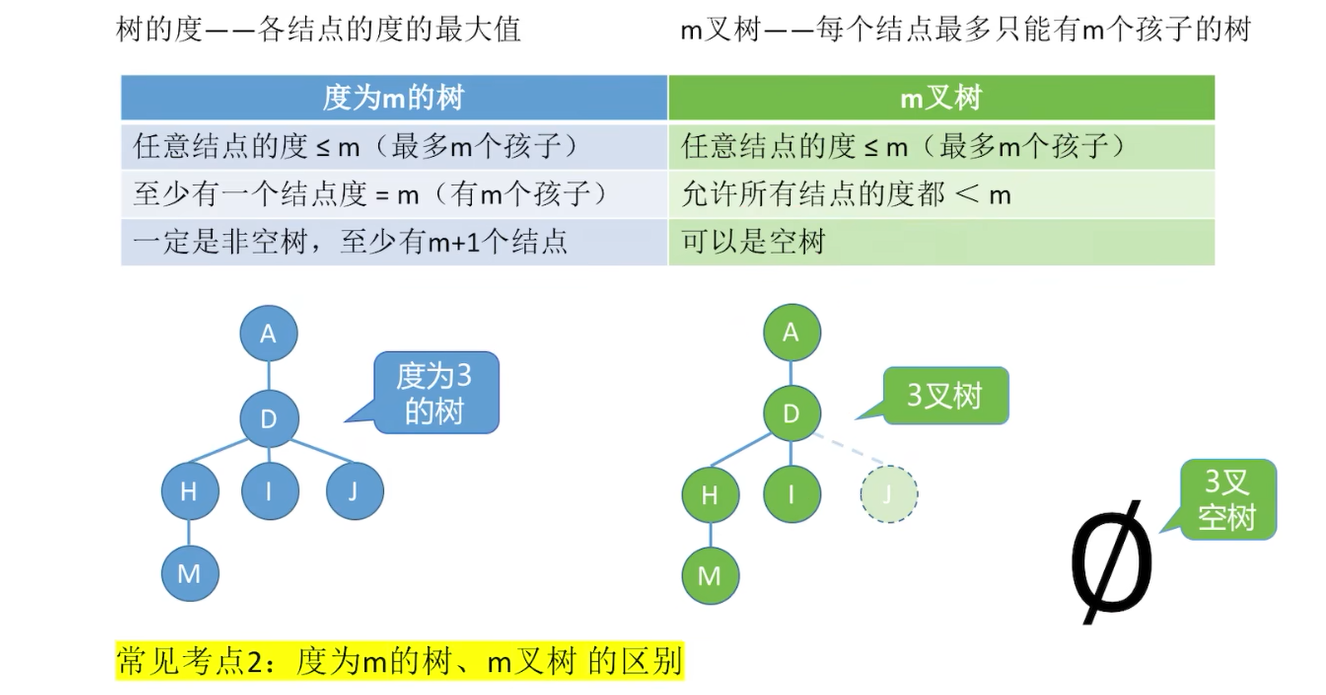 树的度——各结点的度的最大值
m叉树——每个结点最多只能有m个孩子的树
度为m的树 m叉树
任意结点的度 ≤ m（最多m个孩子） 任意结点的度 ≤ m（最多m个孩子）
至少有一个结点度 = m（有m个孩子） 允许所有结点的度都 ＜ m
一定是非空树，至少有m+1个结点 可以是空树
A
D
H I J
M
度为3
的树
A
D
H I J
M
3叉树
Ø
3叉
空树
常见考点2：度为m的树、m叉树 的区别